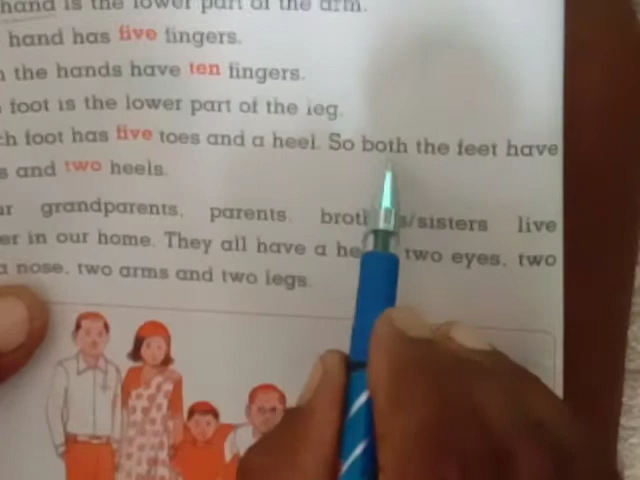 hand is the lower part of the arm.
hand has five fingers.
the hands have ten fingers.
foot is the lower part of the leg.
foot has five toes and a heel. So both the feet have
and two heels.
grandparents, parents, live
in our home. They all have a two eyes, two
nose, two arms and two legs.